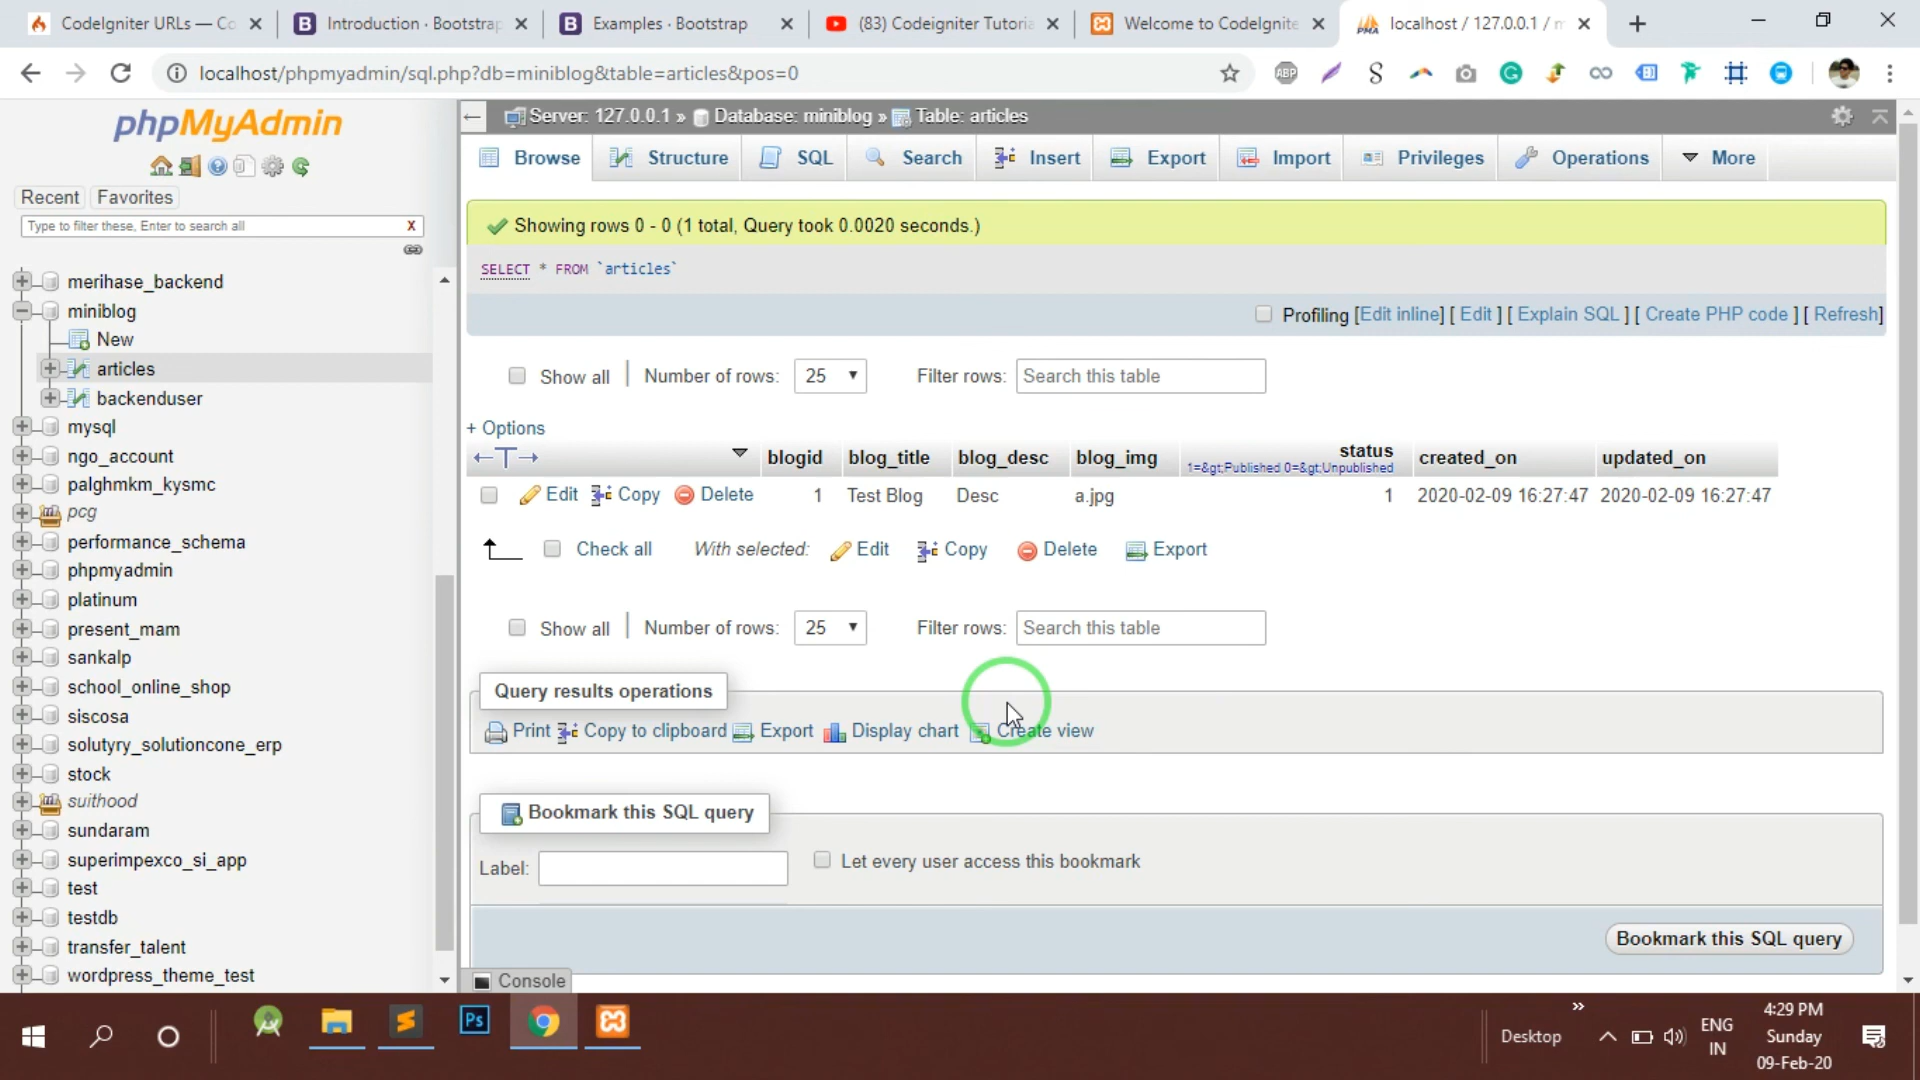 CodeIgniter URLs — Co
Introduction · Bootstrap
Examples · Bootstrap
(83) Codeigniter Tutoria
Welcome to CodeIgnite
localhost / 127.0.0.1 / m
localhost/phpmyadmin/sql.php?db=miniblog&table=articles&pos=0
phpMyAdmin
Recent
Favorites
Type to filter these, Enter to search all
X
merihase_backend
miniblog
New
articles
backenduser
mysql
ngo_account
palghmkm_kysmc
pcg
performance_schema
phpmyadmin
platinum
present_mam
sankalp
school_online_shop
siscosa
solutyry_solutioncone_erp
stock
suithood
sundaram
superimpexco_si_app
test
testdb
transfer_talent
wordpress_theme_test
Server: 127.0.0.1 » Database: miniblog » Table: articles
Browse Structure SQL Search Insert Export Import Privileges Operations More
Showing rows 0 - 0 (1 total, Query took 0.0020 seconds.)
SELECT * FROM `articles`
Profiling [Edit inline] [ Edit ] [ Explain SQL ] [ Create PHP code ] [ Refresh]
Show all Number of rows: 25 Filter rows: Search this table
+ Options
blogid blog_title blog_desc blog_img status created_on updated_on
1=&gt;Published 0=&gt;Unpublished
Edit Copy Delete 1 Test Blog Desc a.jpg 1 2020-02-09 16:27:47 2020-02-09 16:27:47
Check all With selected: Edit Copy Delete Export
Show all Number of rows: 25 Filter rows: Search this table
Query results operations
Print Copy to clipboard Export Display chart Create view
Bookmark this SQL query
Label: Let every user access this bookmark
Bookmark this SQL query
Console
ABP
Ps
Desktop
ENG
IN
4:29 PM
Sunday
09-Feb-20